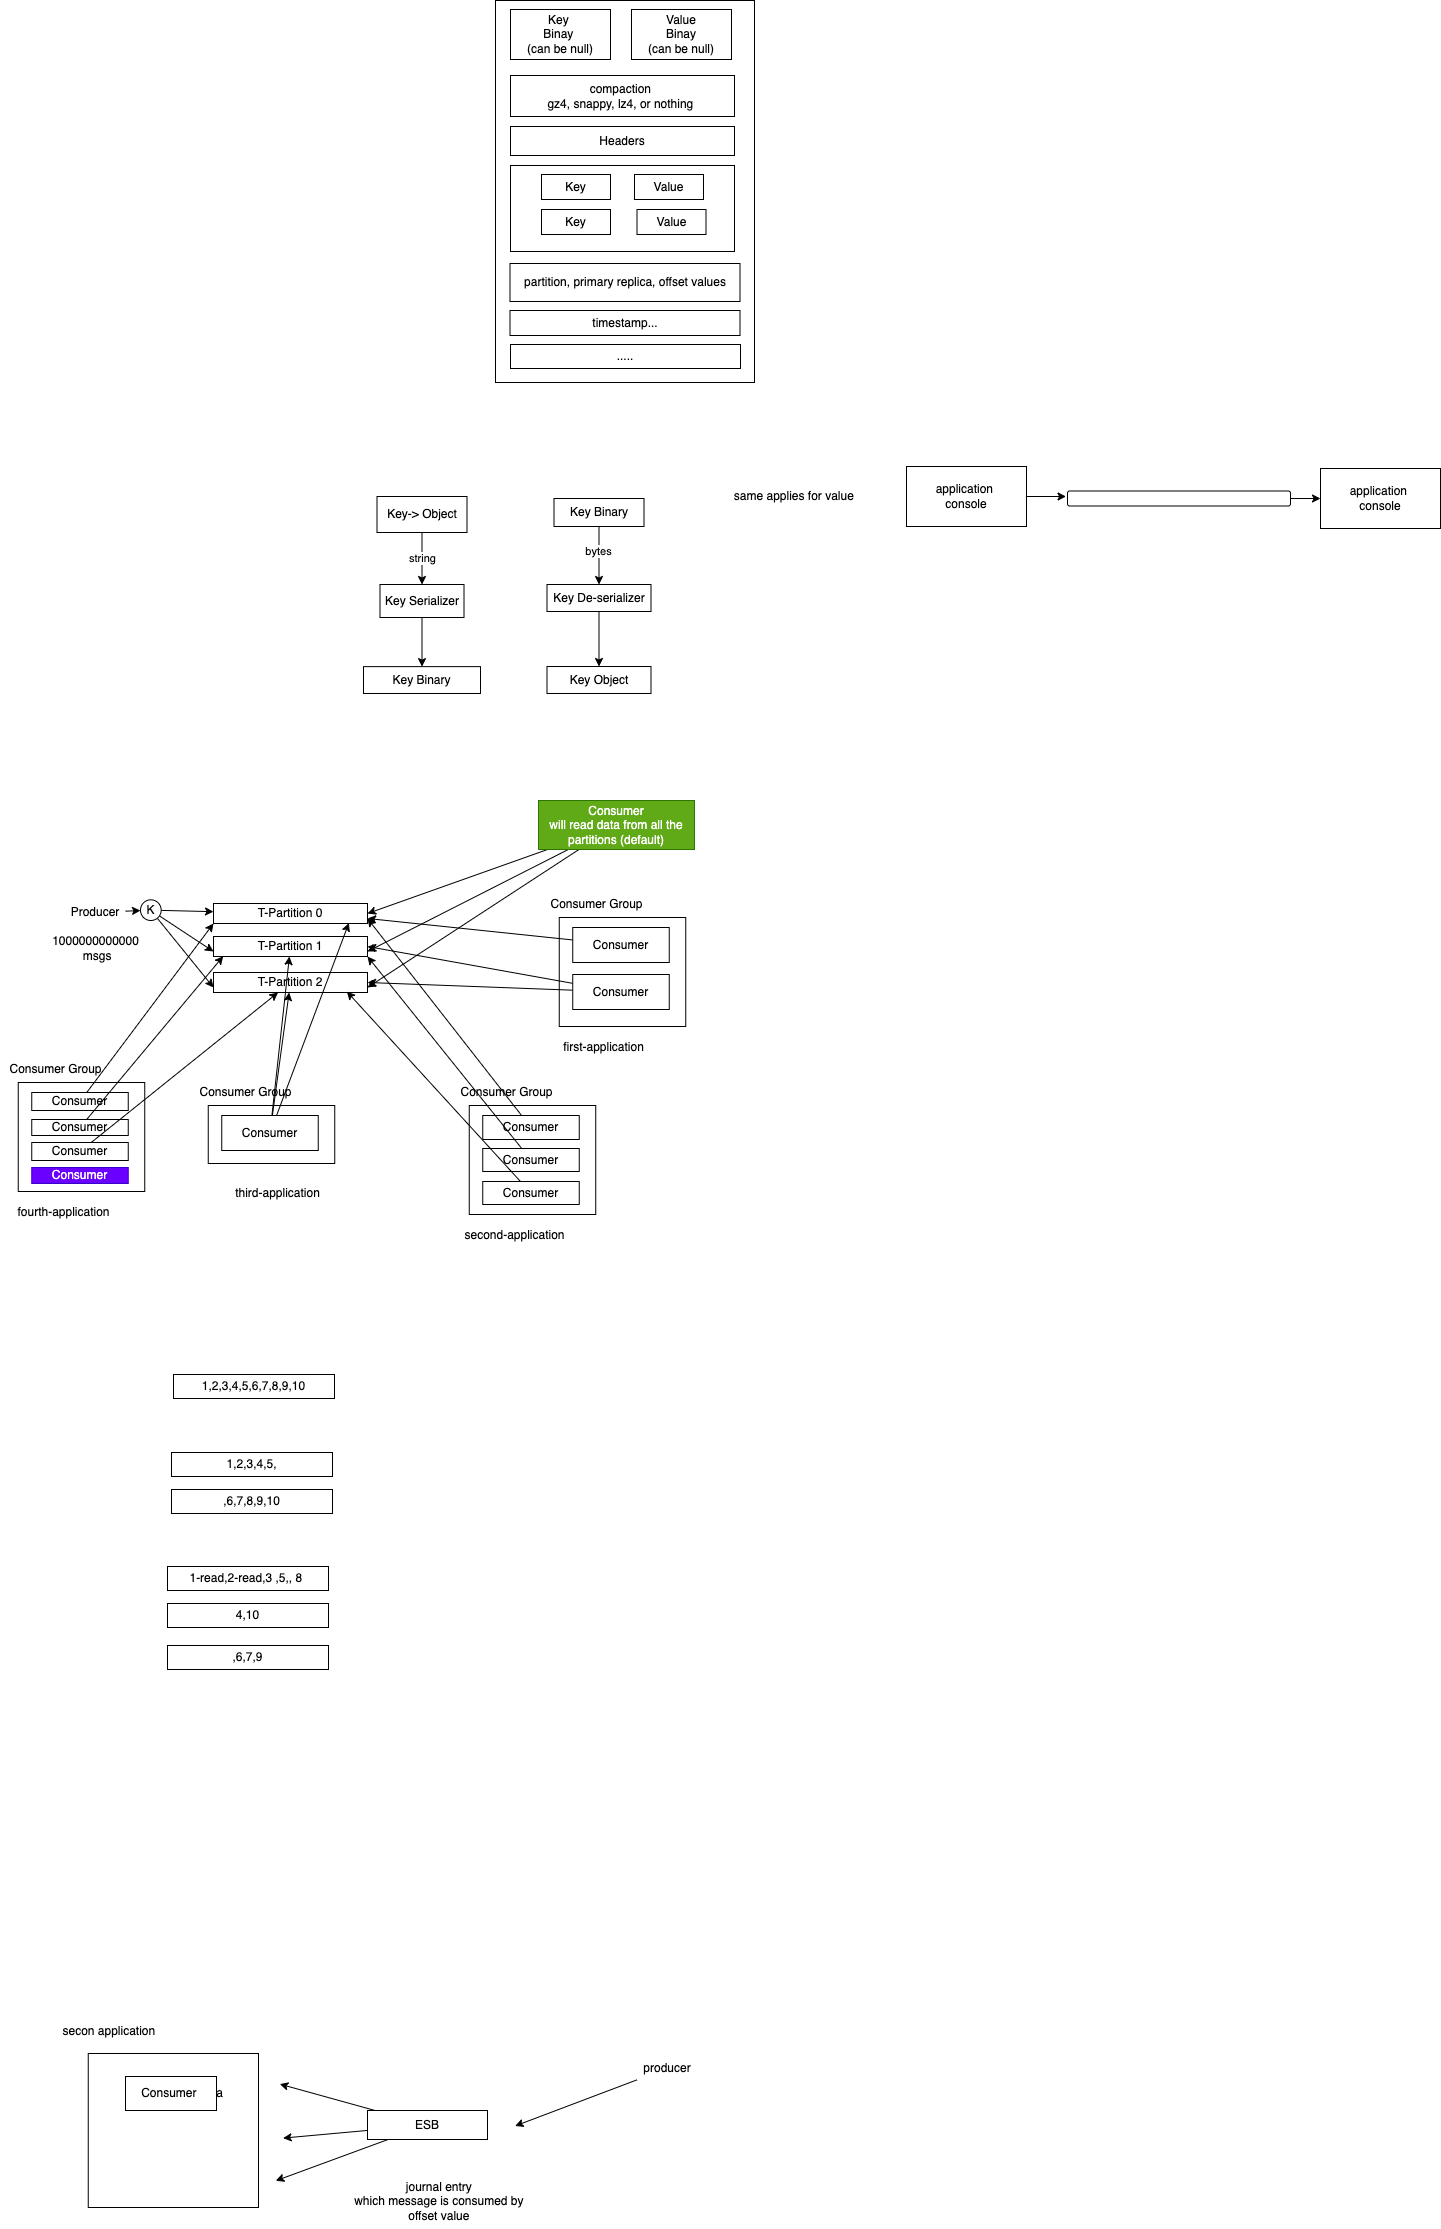 Key
Binay
(can be null)
Value
Binay
(can be null)
compaction
gz4, snappy, lz4, or nothing
Headers
Key
Value
Key
Value
partition, primary replica, offset values
timestamp...
.....
Key-> Object
string
Key Serializer
Key Binary
Key Binary
bytes
Key De-serializer
Key Object
same applies for value
application
console
application
console
Consumer
will read data from all the
partitions (default)
Producer
K
1000000000000
msgs
T-Partition 0
T-Partition 1
T-Partition 2
Consumer Group
Consumer
Consumer
first-application
Consumer Group
Consumer
Consumer
Consumer
Consumer
fourth-application
Consumer Group
Consumer
third-application
Consumer Group
Consumer
Consumer
Consumer
second-application
1,2,3,4,5,6,7,8,9,10
1,2,3,4,5,
,6,7,8,9,10
1-read,2-read,3 ,5,, 8
4,10
,6,7,9
secon application
Consumer
a
ESB
producer
journal entry
which message is consumed by
offset value